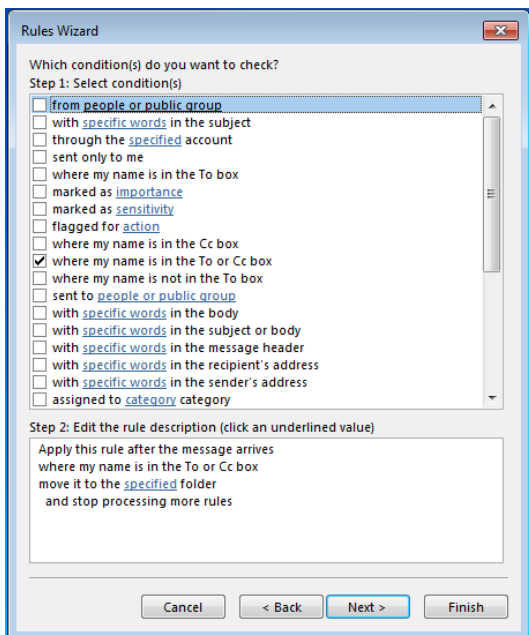 Rules Wizard
Which condition(s) do you want to check?
Step 1: Select condition(s)
from people or public group
with specific words in the subject
through the specified account
sent only to me
where my name is in the To box
marked as importance
marked as sensitivity
flagged for action
where my name is in the Cc box
where my name is in the To or Cc box
where my name is not in the To box
sent to people or public group
with specific words in the body
with specific words in the subject or body
with specific words in the message header
with specific words in the recipient's address
with specific words in the sender's address
assigned to category category
Step 2: Edit the rule description (click an underlined value)
Apply this rule after the message arrives
where my name is in the To or Cc box
move it to the specified folder
and stop processing more rules
Cancel < Back Next > Finish